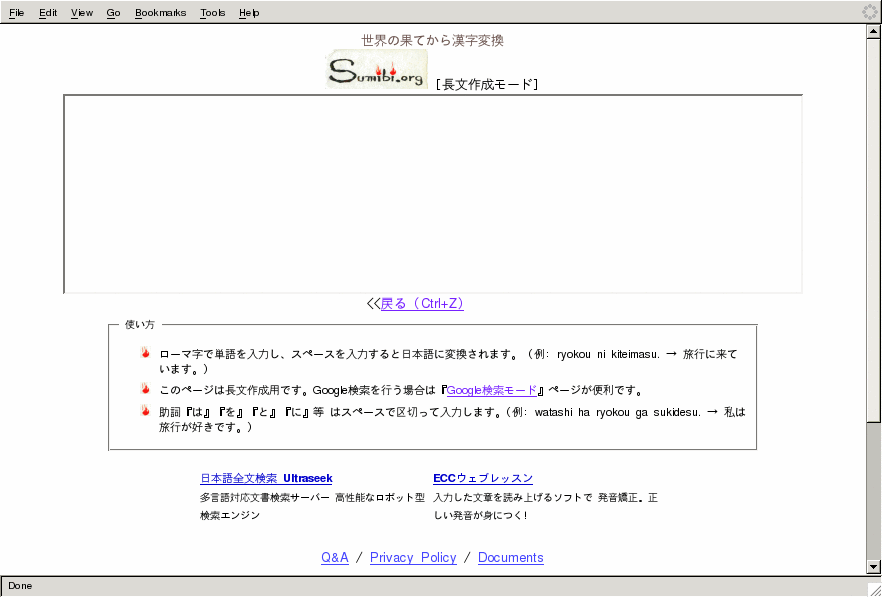 File Edit View Go Bookmarks Tools Help
世界の果てから漢字変換
Sumibi.org [長文作成モード]
<<戻る（Ctrl+Z）
使い方
ローマ字で単語を入力し、スペースを入力すると日本語に変換されます。（例: ryokou ni kiteimasu. → 旅行に来て
います。）
このページは長文作成用です。Google検索を行う場合は『Google検索モード』ページが便利です。
助詞『は』『を』『と』『に』等 はスペースで区切って入力します。（例: watashi ha ryokou ga sukidesu. → 私は
旅行が好きです。）
日本語全文検索 Ultraseek
多言語対応文書検索サーバー 高性能なロボット型
検索エンジン
ECCウェブレッスン
入力した文章を読み上げるソフトで 発音矯正。正
しい発音が身につく!
Q&A / Privacy Policy / Documents
Done